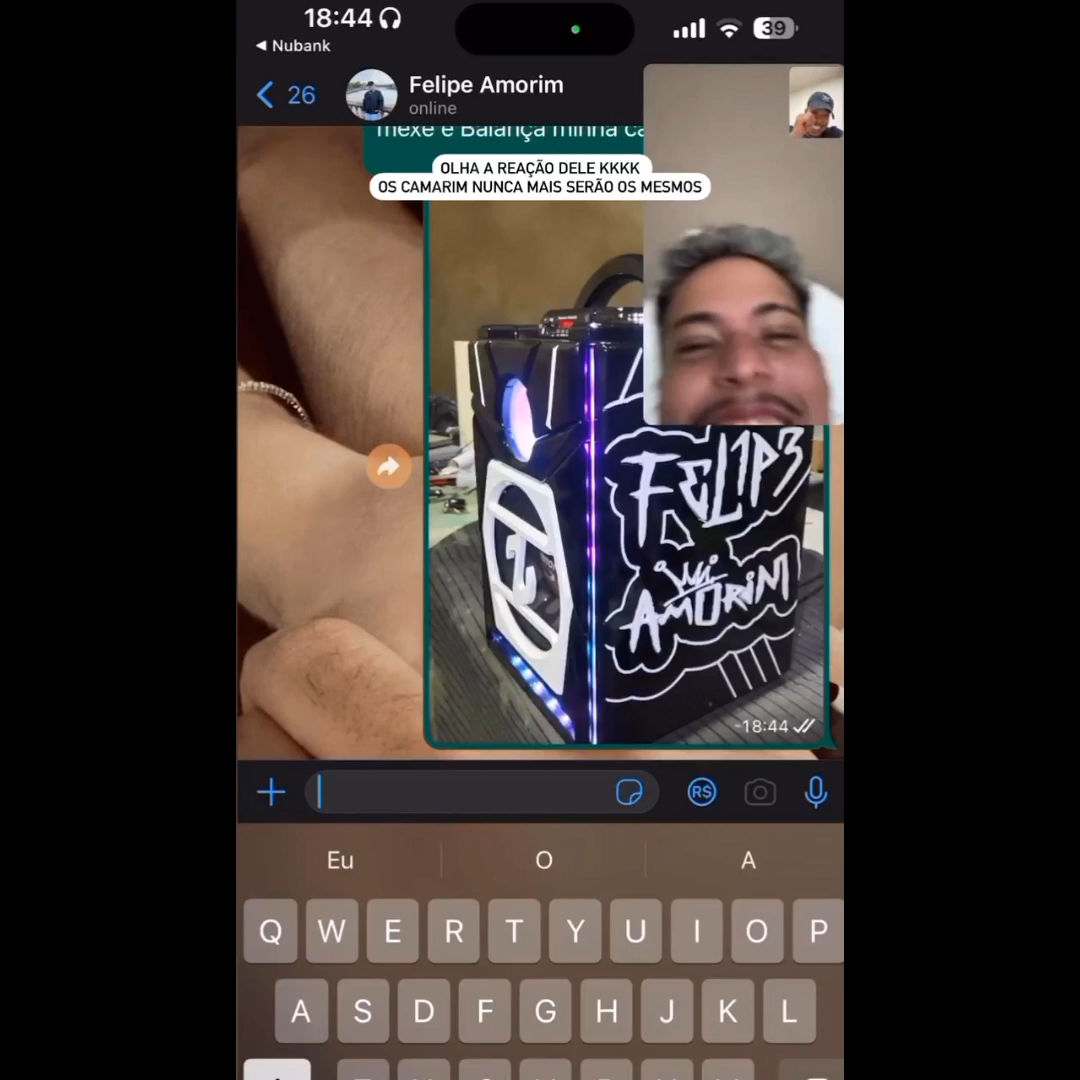 18:44
39
Nubank
26
Felipe Amorim
online
mexe e Balança minha ca
OLHA A REAÇÃO DELE KKKK
OS CAMARIM NUNCA MAIS SERÃO OS MESMOS
FEL1P3
AMORIM
18:44
R$
Eu O A
Q W E R T Y U I O P
A S D F G H J K L